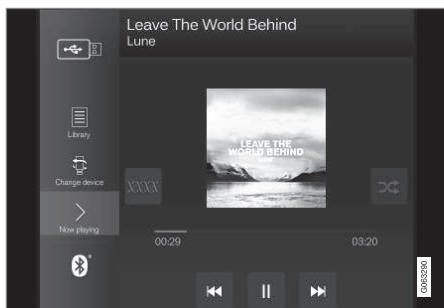 Leave The World Behind
Lune
Library
LEAVE THE
WORLD BEHIND
Change device
XXXX
Now playing
00:29
03:20
G063290